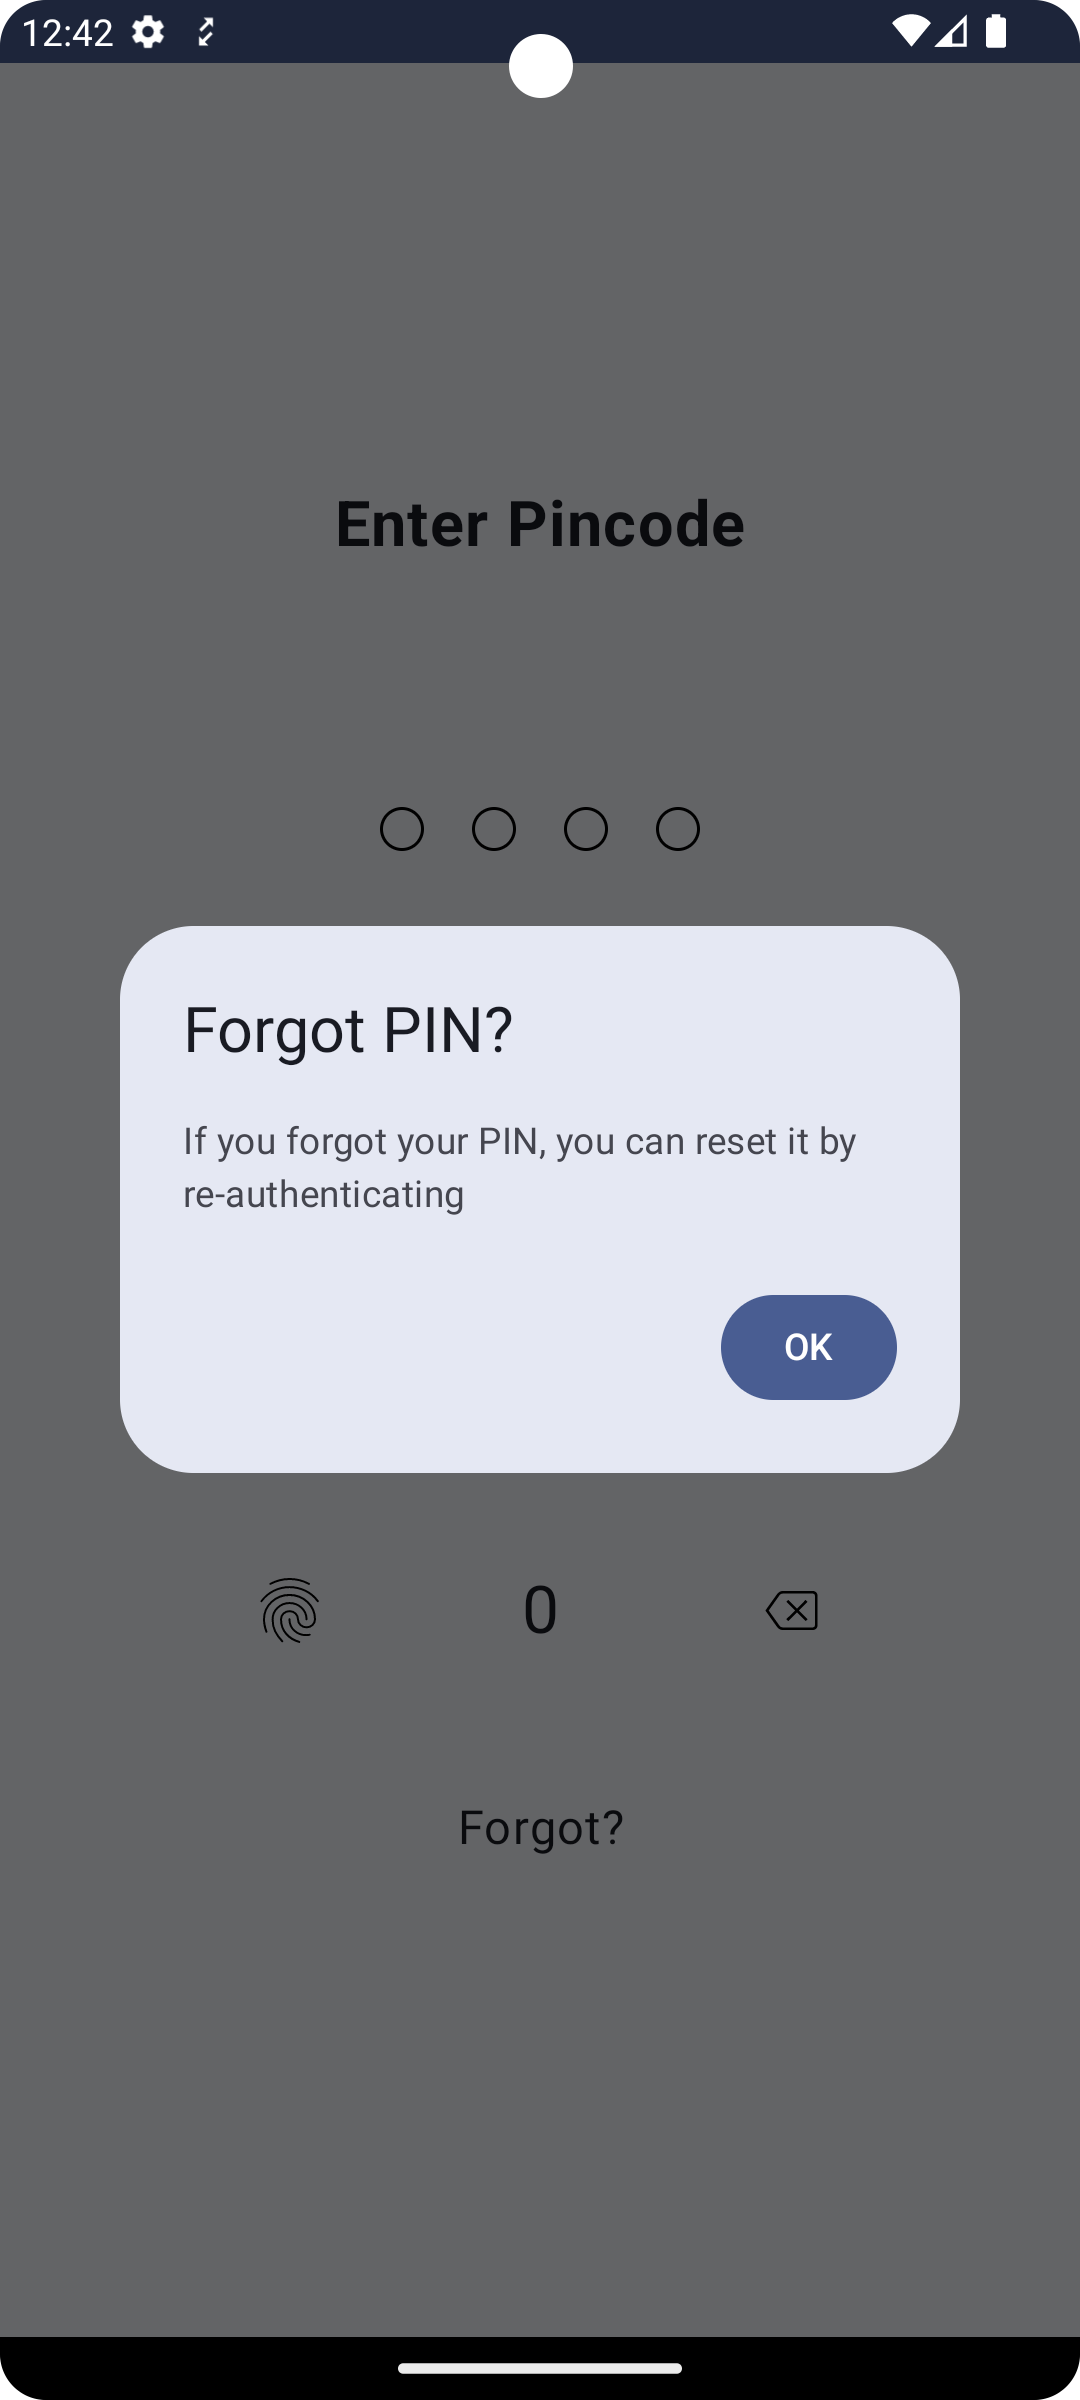 12:42
Enter Pincode
Forgot PIN?
If you forgot your PIN, you can reset it by
re-authenticating
OK
0
Forgot?